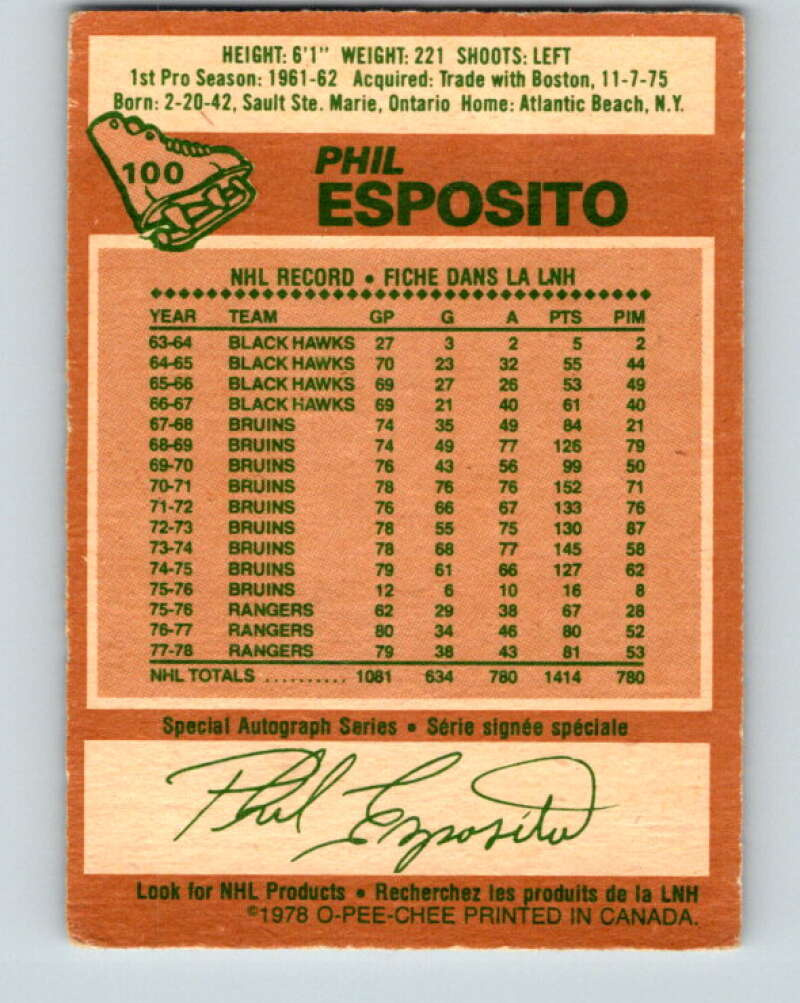 HEIGHT: 6'1" WEIGHT: 221 SHOOTS: LEFT
1st Pro Season: 1961-62 Acquired: Trade with Boston, 11-7-75
Born: 2-20-42, Sault Ste. Marie, Ontario Home: Atlantic Beach, N.Y.
100
PHIL
ESPOSITO
NHL RECORD • FICHE DANS LA LNH
YEAR TEAM GP G A PTS PIM
63-64 BLACK HAWKS 27 3 2 5 2
64-65 BLACK HAWKS 70 23 32 55 44
65-66 BLACK HAWKS 69 27 26 53 49
66-67 BLACK HAWKS 69 21 40 61 40
67-68 BRUINS 74 35 49 84 21
68-69 BRUINS 74 49 77 126 79
69-70 BRUINS 76 43 56 99 50
70-71 BRUINS 78 76 76 152 71
71-72 BRUINS 76 66 67 133 76
72-73 BRUINS 78 55 75 130 87
73-74 BRUINS 78 68 77 145 58
74-75 BRUINS 79 61 66 127 62
75-76 BRUINS 12 6 10 16 8
75-76 RANGERS 62 29 38 67 28
76-77 RANGERS 80 34 46 80 52
77-78 RANGERS 79 38 43 81 53
NHL TOTALS .......... 1081 634 780 1414 780
Special Autograph Series • Série signée spéciale
Phil Esposito
Look for NHL Products • Recherchez les produits de la LNH
©1978 O-PEE-CHEE PRINTED IN CANADA.